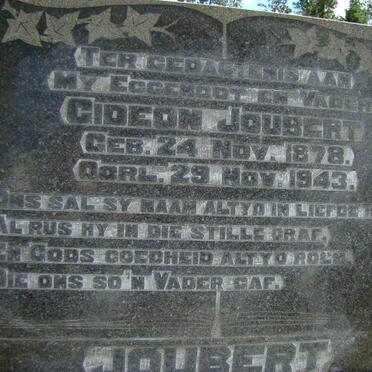 TER GEDAGTENIS AAN
MY EGGENOOT EN VADER
GIDEON JOUBERT
GEB. 24 NOV. 1878.
OORL. 29 NOV. 1943.
ONS SAL SY NAAM ALTYD IN LIEFDE
AL RUS HY IN DIE STILLE GRAF,
GODS GOEDHEID ALTYD ROEM,
DIE ONS SO'N VADER GAF.
JOUBERT